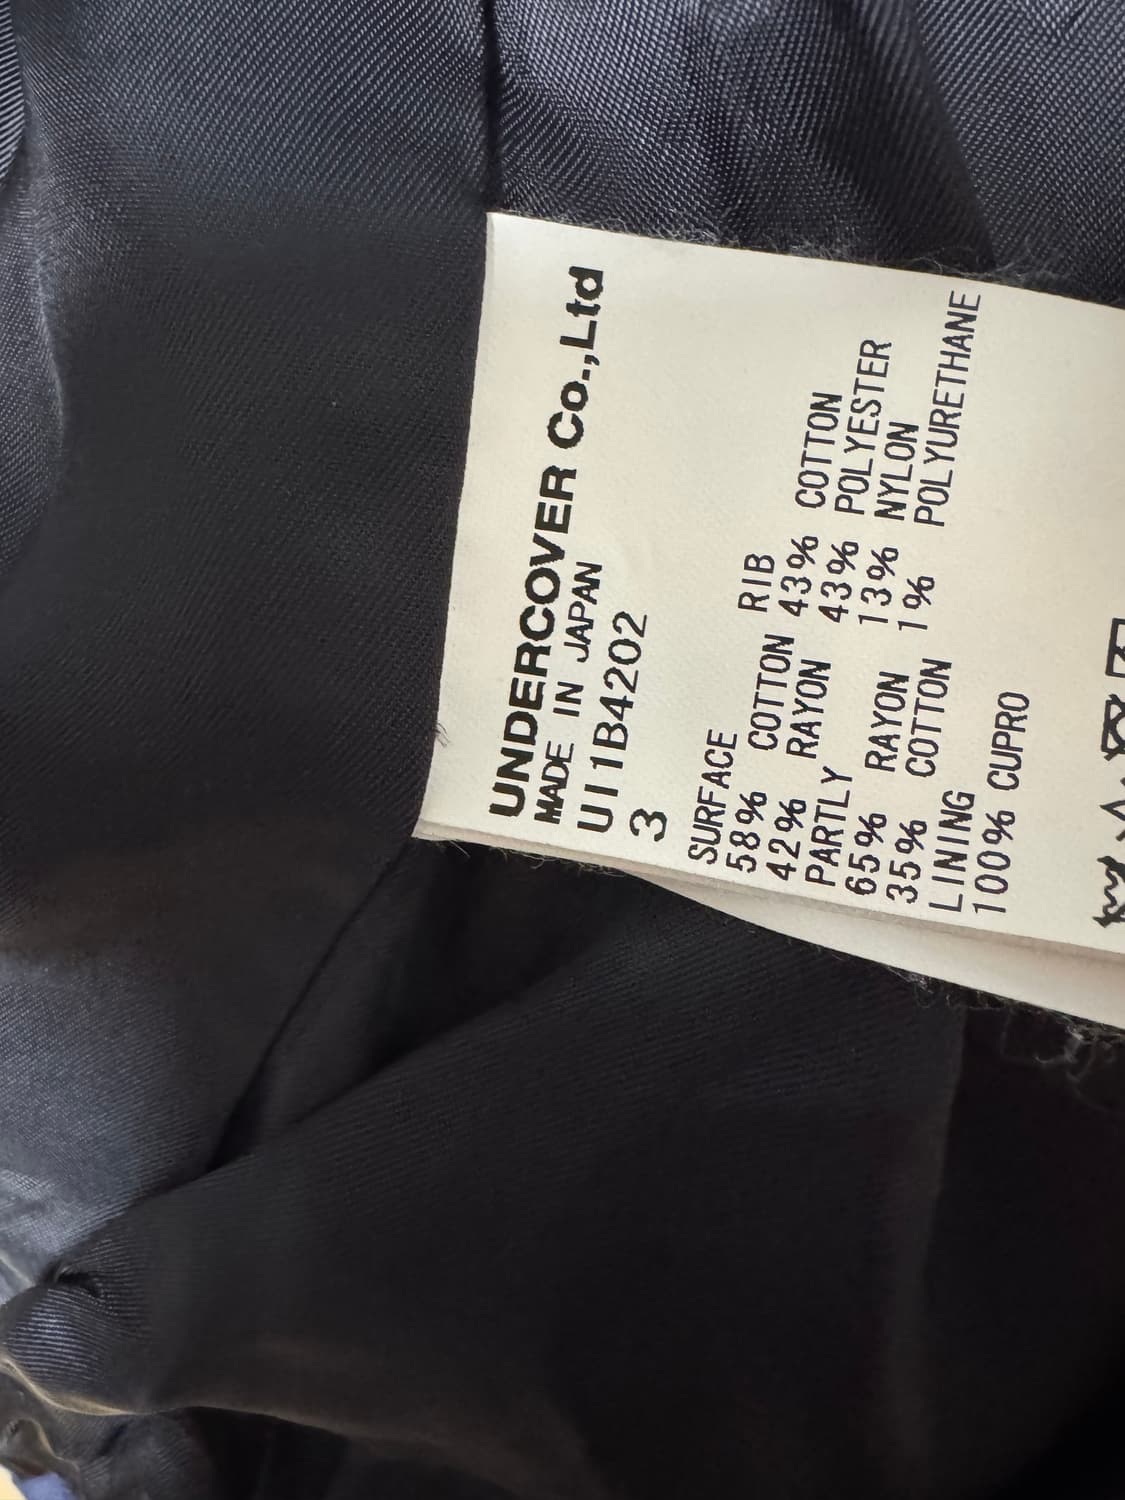 UNDERCOVER Co.,Ltd
MADE IN JAPAN
UI1B4202
3
SURFACE
58% COTTON
42% RAYON
PARTLY
65% RAYON
35% COTTON
LINING
100% CUPRO
RIB
43% COTTON
43% POLYESTER
13% NYLON
1% POLYURETHANE